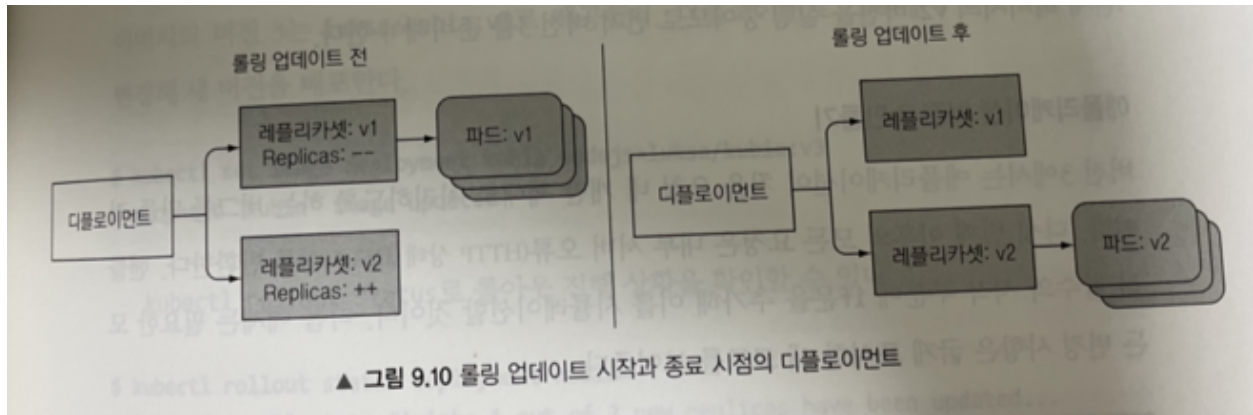 롤링 업데이트 전
레플리카셋: v1
Replicas: --
파드: v1
디플로이먼트
레플리카셋: v2
Replicas: ++
롤링 업데이트 후
레플리카셋: v1
디플로이먼트
레플리카셋: v2
파드: v2
▲ 그림 9.10 롤링 업데이트 시작과 종료 시점의 디플로이먼트